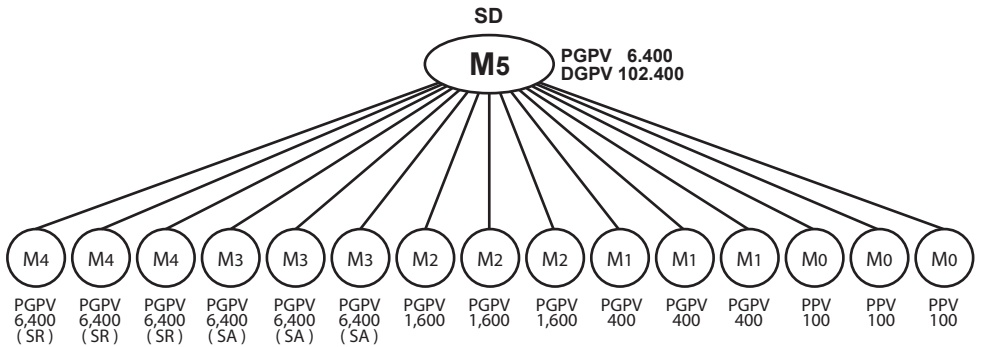 SD
M5
PGPV 6.400
DGPV 102.400
M4 M4 M4 M3 M3 M3 M2 M2 M2 M1 M1 M1 M0 M0 M0
PGPV PGPV PGPV PGPV PGPV PGPV PGPV PGPV PGPV PGPV PGPV PGPV PPV PPV PPV
6,400 6,400 6,400 6,400 6,400 6,400 1,600 1,600 1,600 400 400 400 100 100 100
( SR ) ( SR ) ( SR ) ( SA ) ( SA ) ( SA )